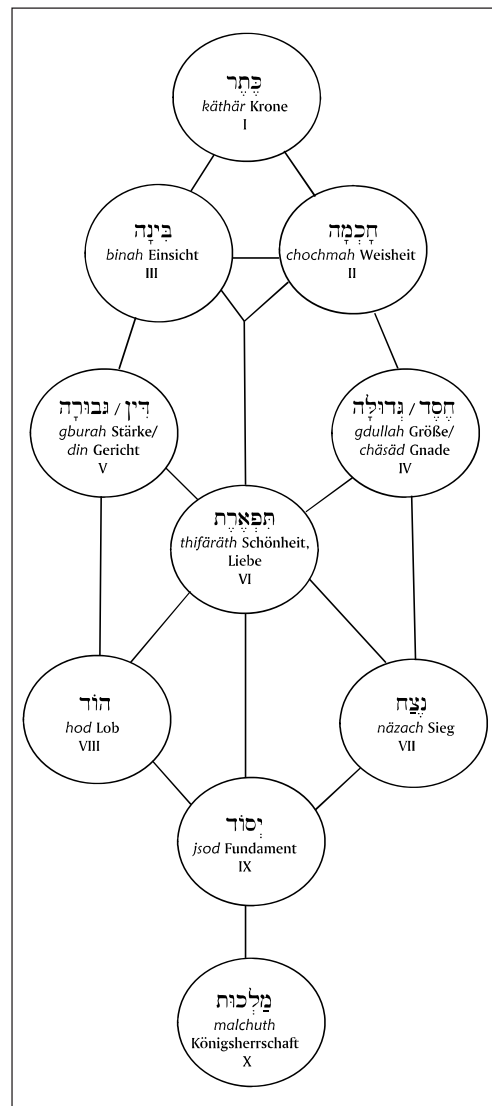 כֶּתֶר
käthär Krone
I
בִּינָה
binah Einsicht
III
חָכְמָה
chochmah Weisheit
II
דִּין / גבוּרָה
gburah Stärke/
din Gericht
V
חֶסֶד / גְּדוּלָּה
gdullah Größe/
chäsäd Gnade
IV
תִּפְאֶרֶת
thifäräth Schönheit,
Liebe
VI
הוֹד
hod Lob
VIII
נֶצַח
näzach Sieg
VII
יְסוֹד
jsod Fundament
IX
מַלְכוּת
malchuth
Königsherrschaft
X